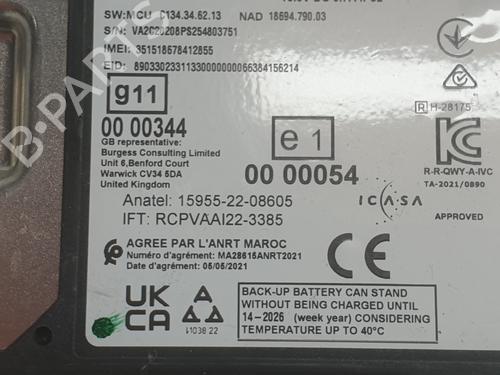 SW:MCU C134.34.62.13 NAD 18694.790.03
S/N: VA2C20208PS254803751
IMEI: 351518678412855
EID: 89033023311330000000066384156214
g11
00 00344
GB representative:
Burgess Consulting Limited
Unit 6,Benford Court
Warwick CV34 5DA
United Kingdom
e 1
00 00054
R H-28175
R-R-QWY-A-IVC
TA-2021/0890
ICASA
APPROVED
Anatel: 15955-22-08605
IFT: RCPVAAI22-3385
AGREE PAR L'ANRT MAROC
Numéro d'agrément: MA28615ANRT2021
Date d'agrément: 05/05/2021
UK
CA
11038 22
BACK-UP BATTERY CAN STAND
WITHOUT BEING CHARGED UNTIL
14-2026 (week year) CONSIDERING
TEMPERATURE UP TO 40°C
B-PARTS